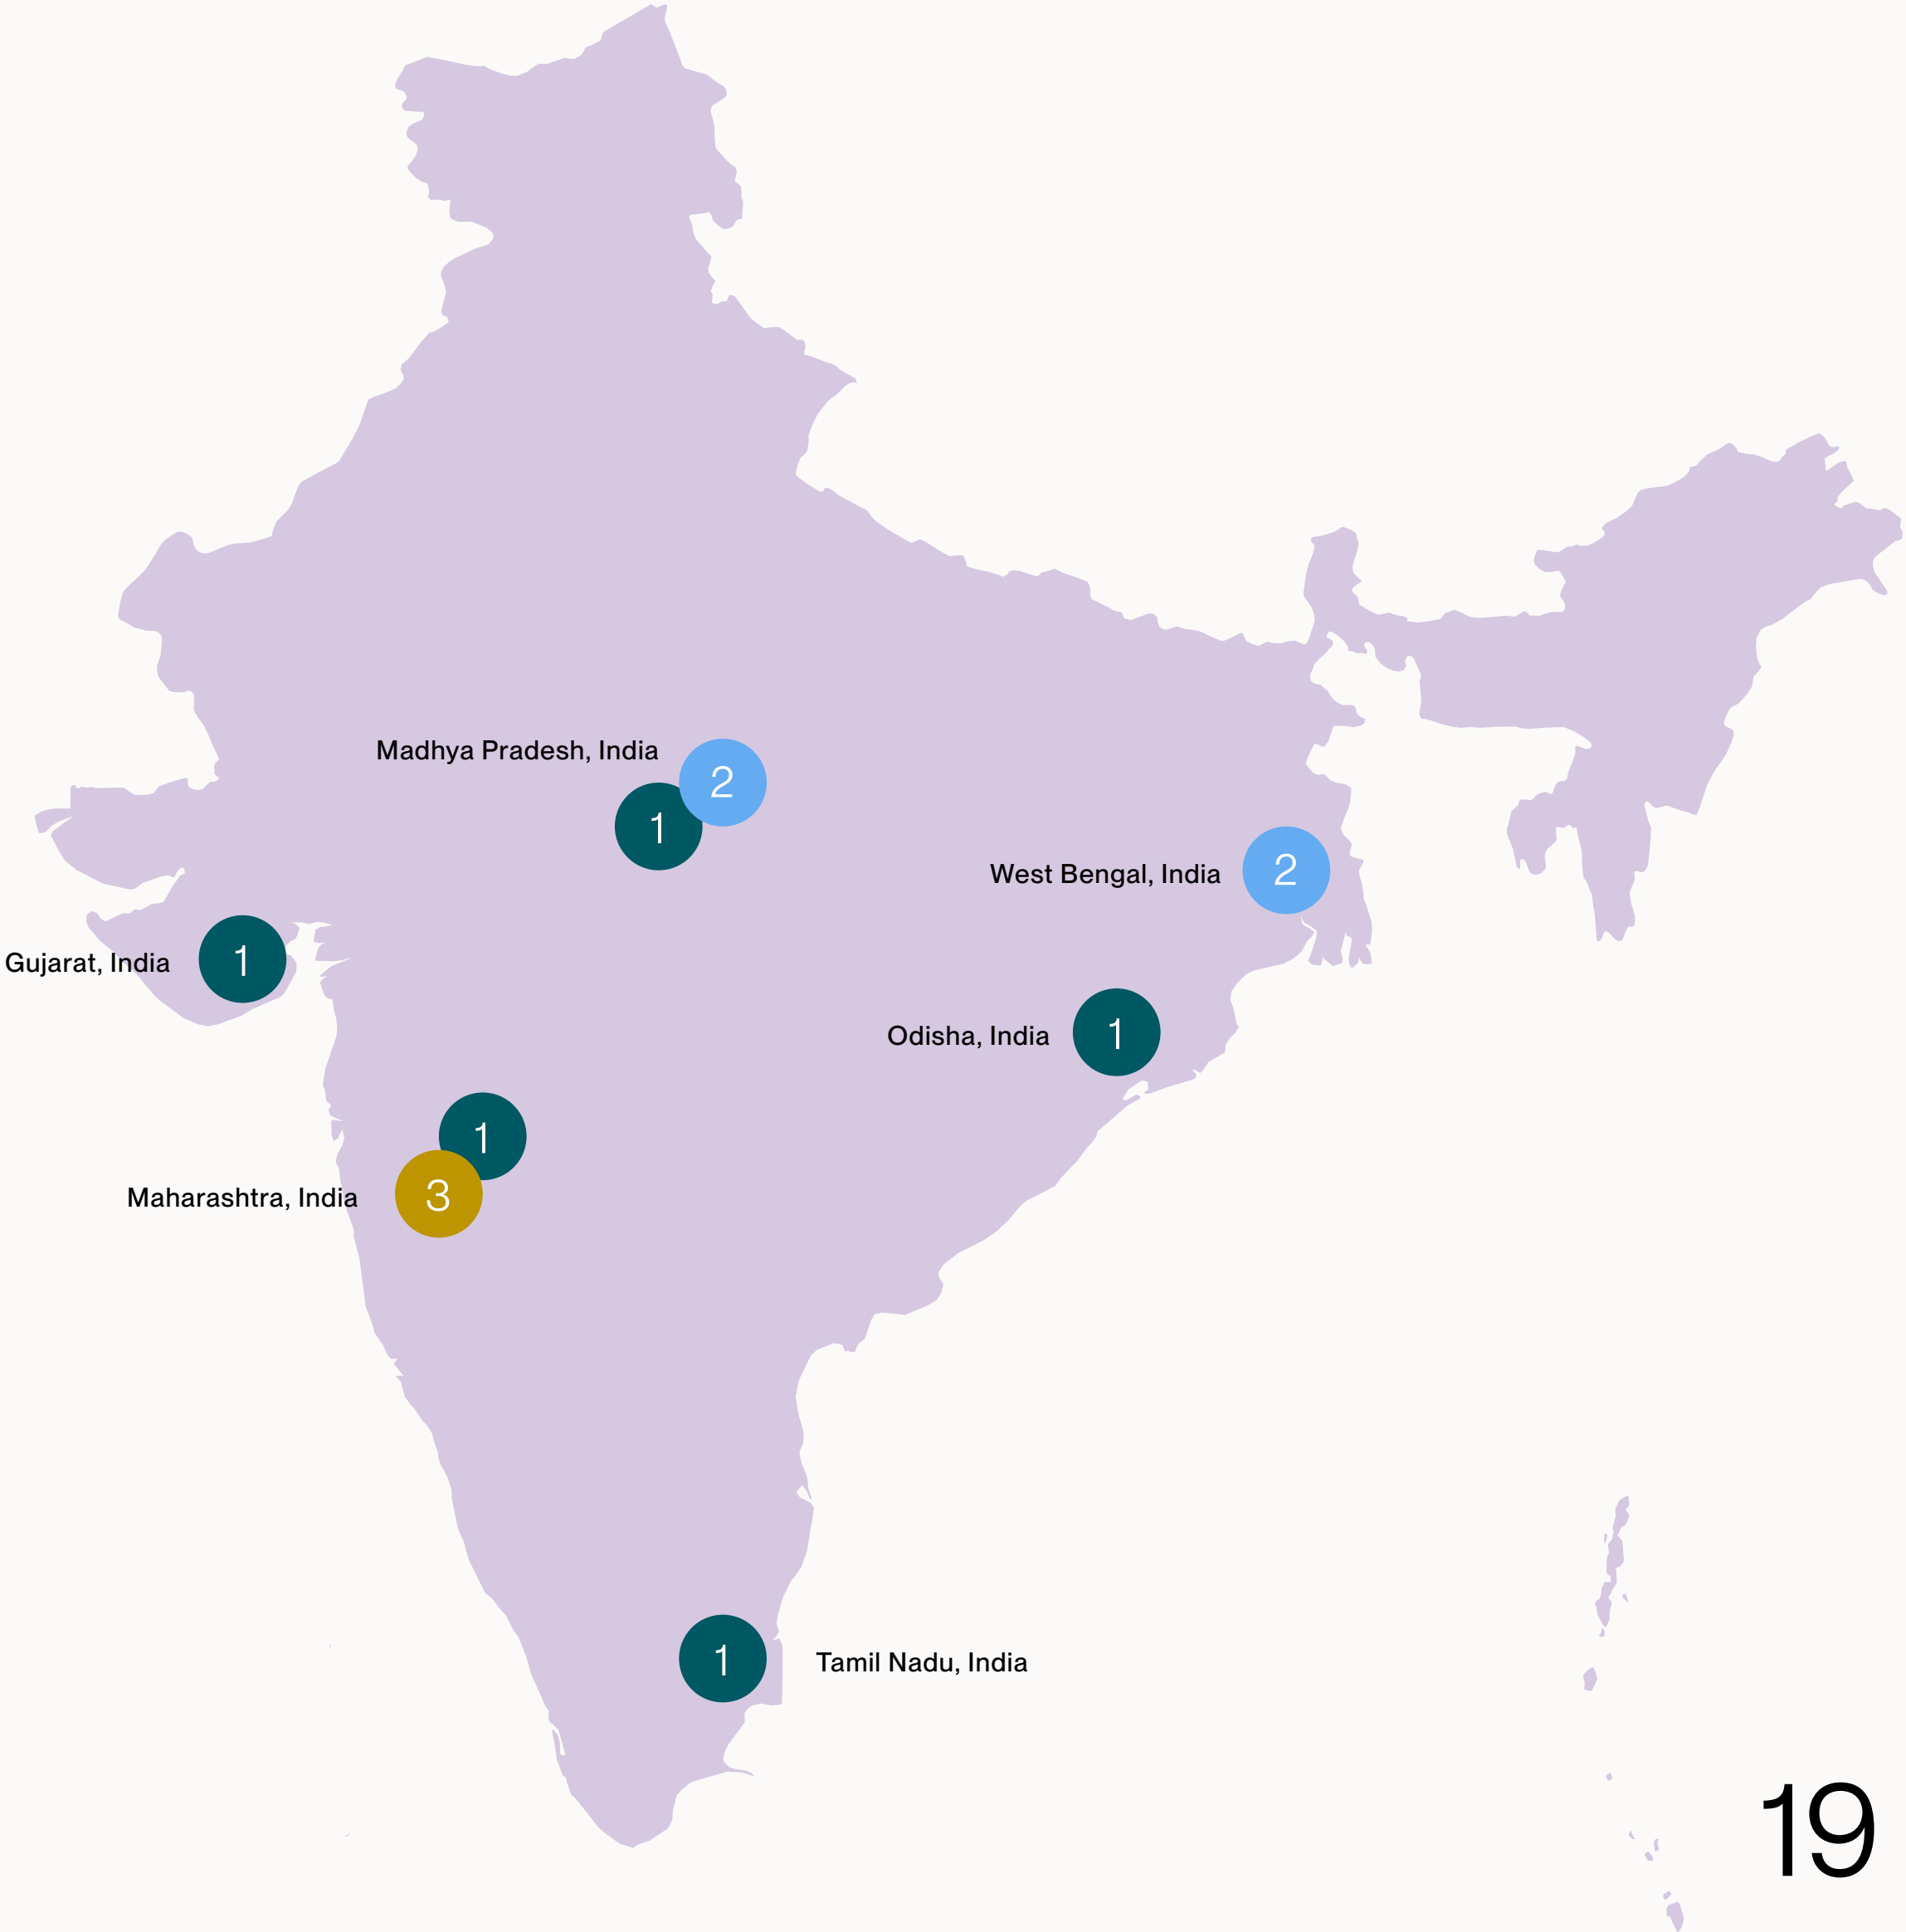 Madhya Pradesh, India
2
1
West Bengal, India
2
Gujarat, India
1
Odisha, India
1
1
Maharashtra, India
3
1
Tamil Nadu, India
19